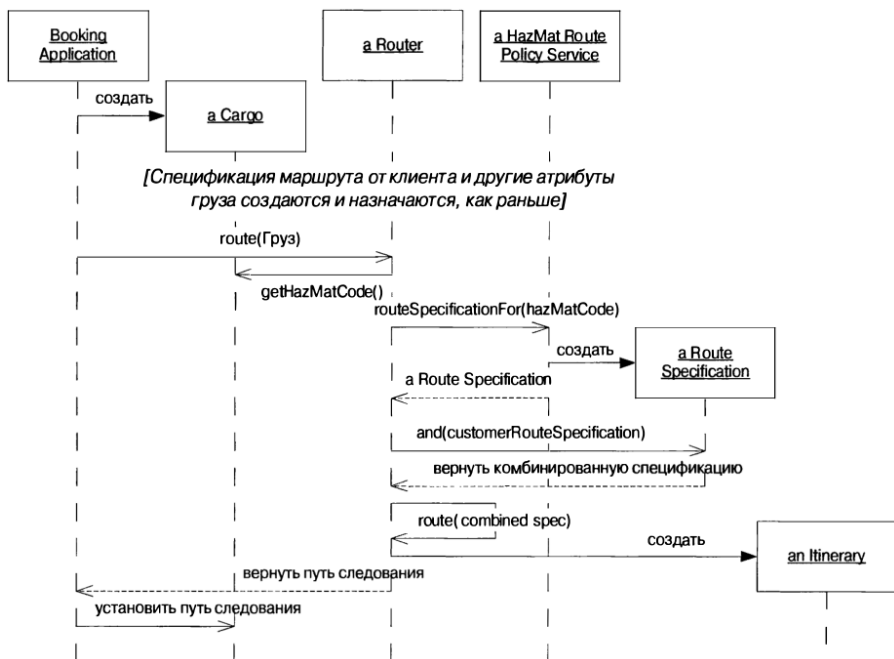 Booking
Application
a Router
a HazMat Route
Policy Service
создать
a Cargo
[Спецификация маршрута от клиента и другие атрибуты
груза создаются и назначаются, как раньше]
route(Груз)
getHazMatCode()
routeSpecificationFor(hazMatCode)
создать
a Route
Specification
a Route Specification
and(customerRouteSpecification)
вернуть комбинированную спецификацию
route( combined spec)
создать
an Itinerary
вернуть путь следования
установить путь следования